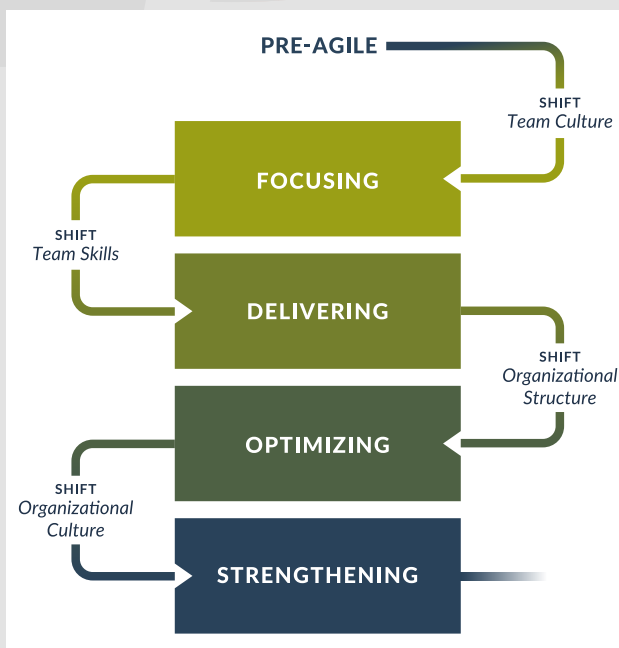 PRE-AGILE
SHIFT
Team Culture
FOCUSING
SHIFT
Team Skills
DELIVERING
SHIFT
Organizational
Structure
OPTIMIZING
SHIFT
Organizational
Culture
STRENGTHENING